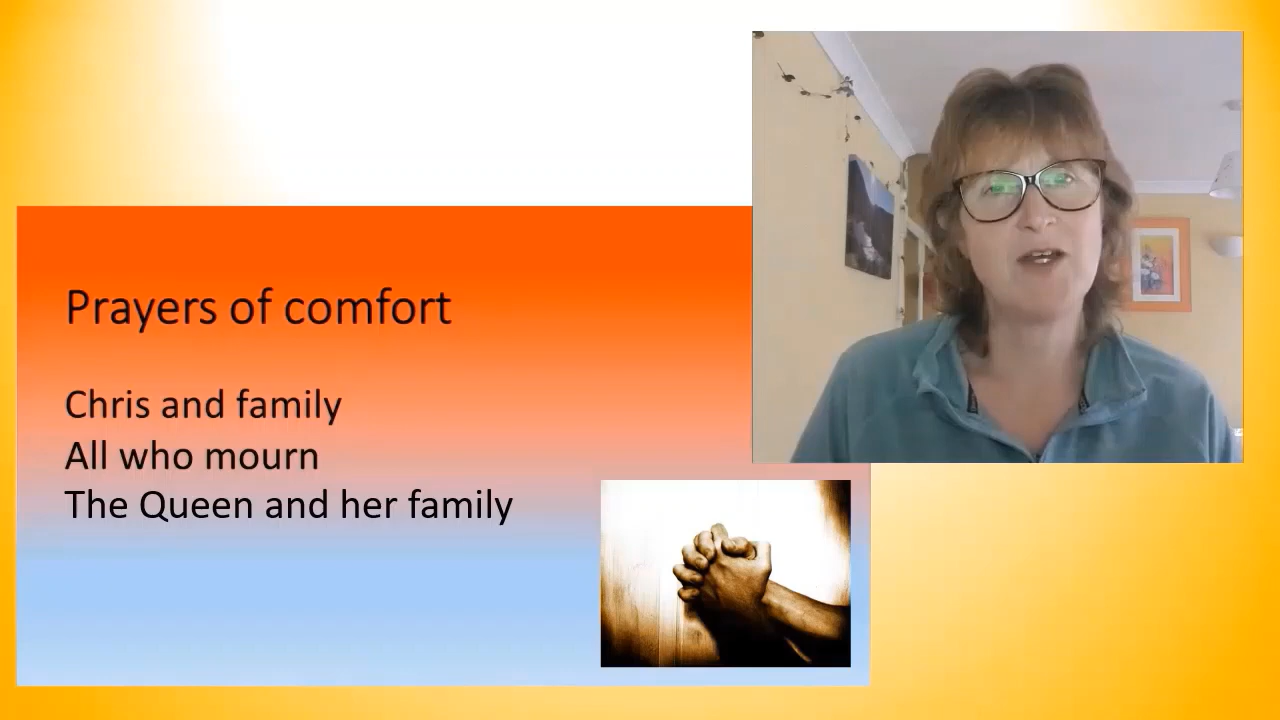 Prayers of comfort
Chris and family
All who mourn
The Queen and her family